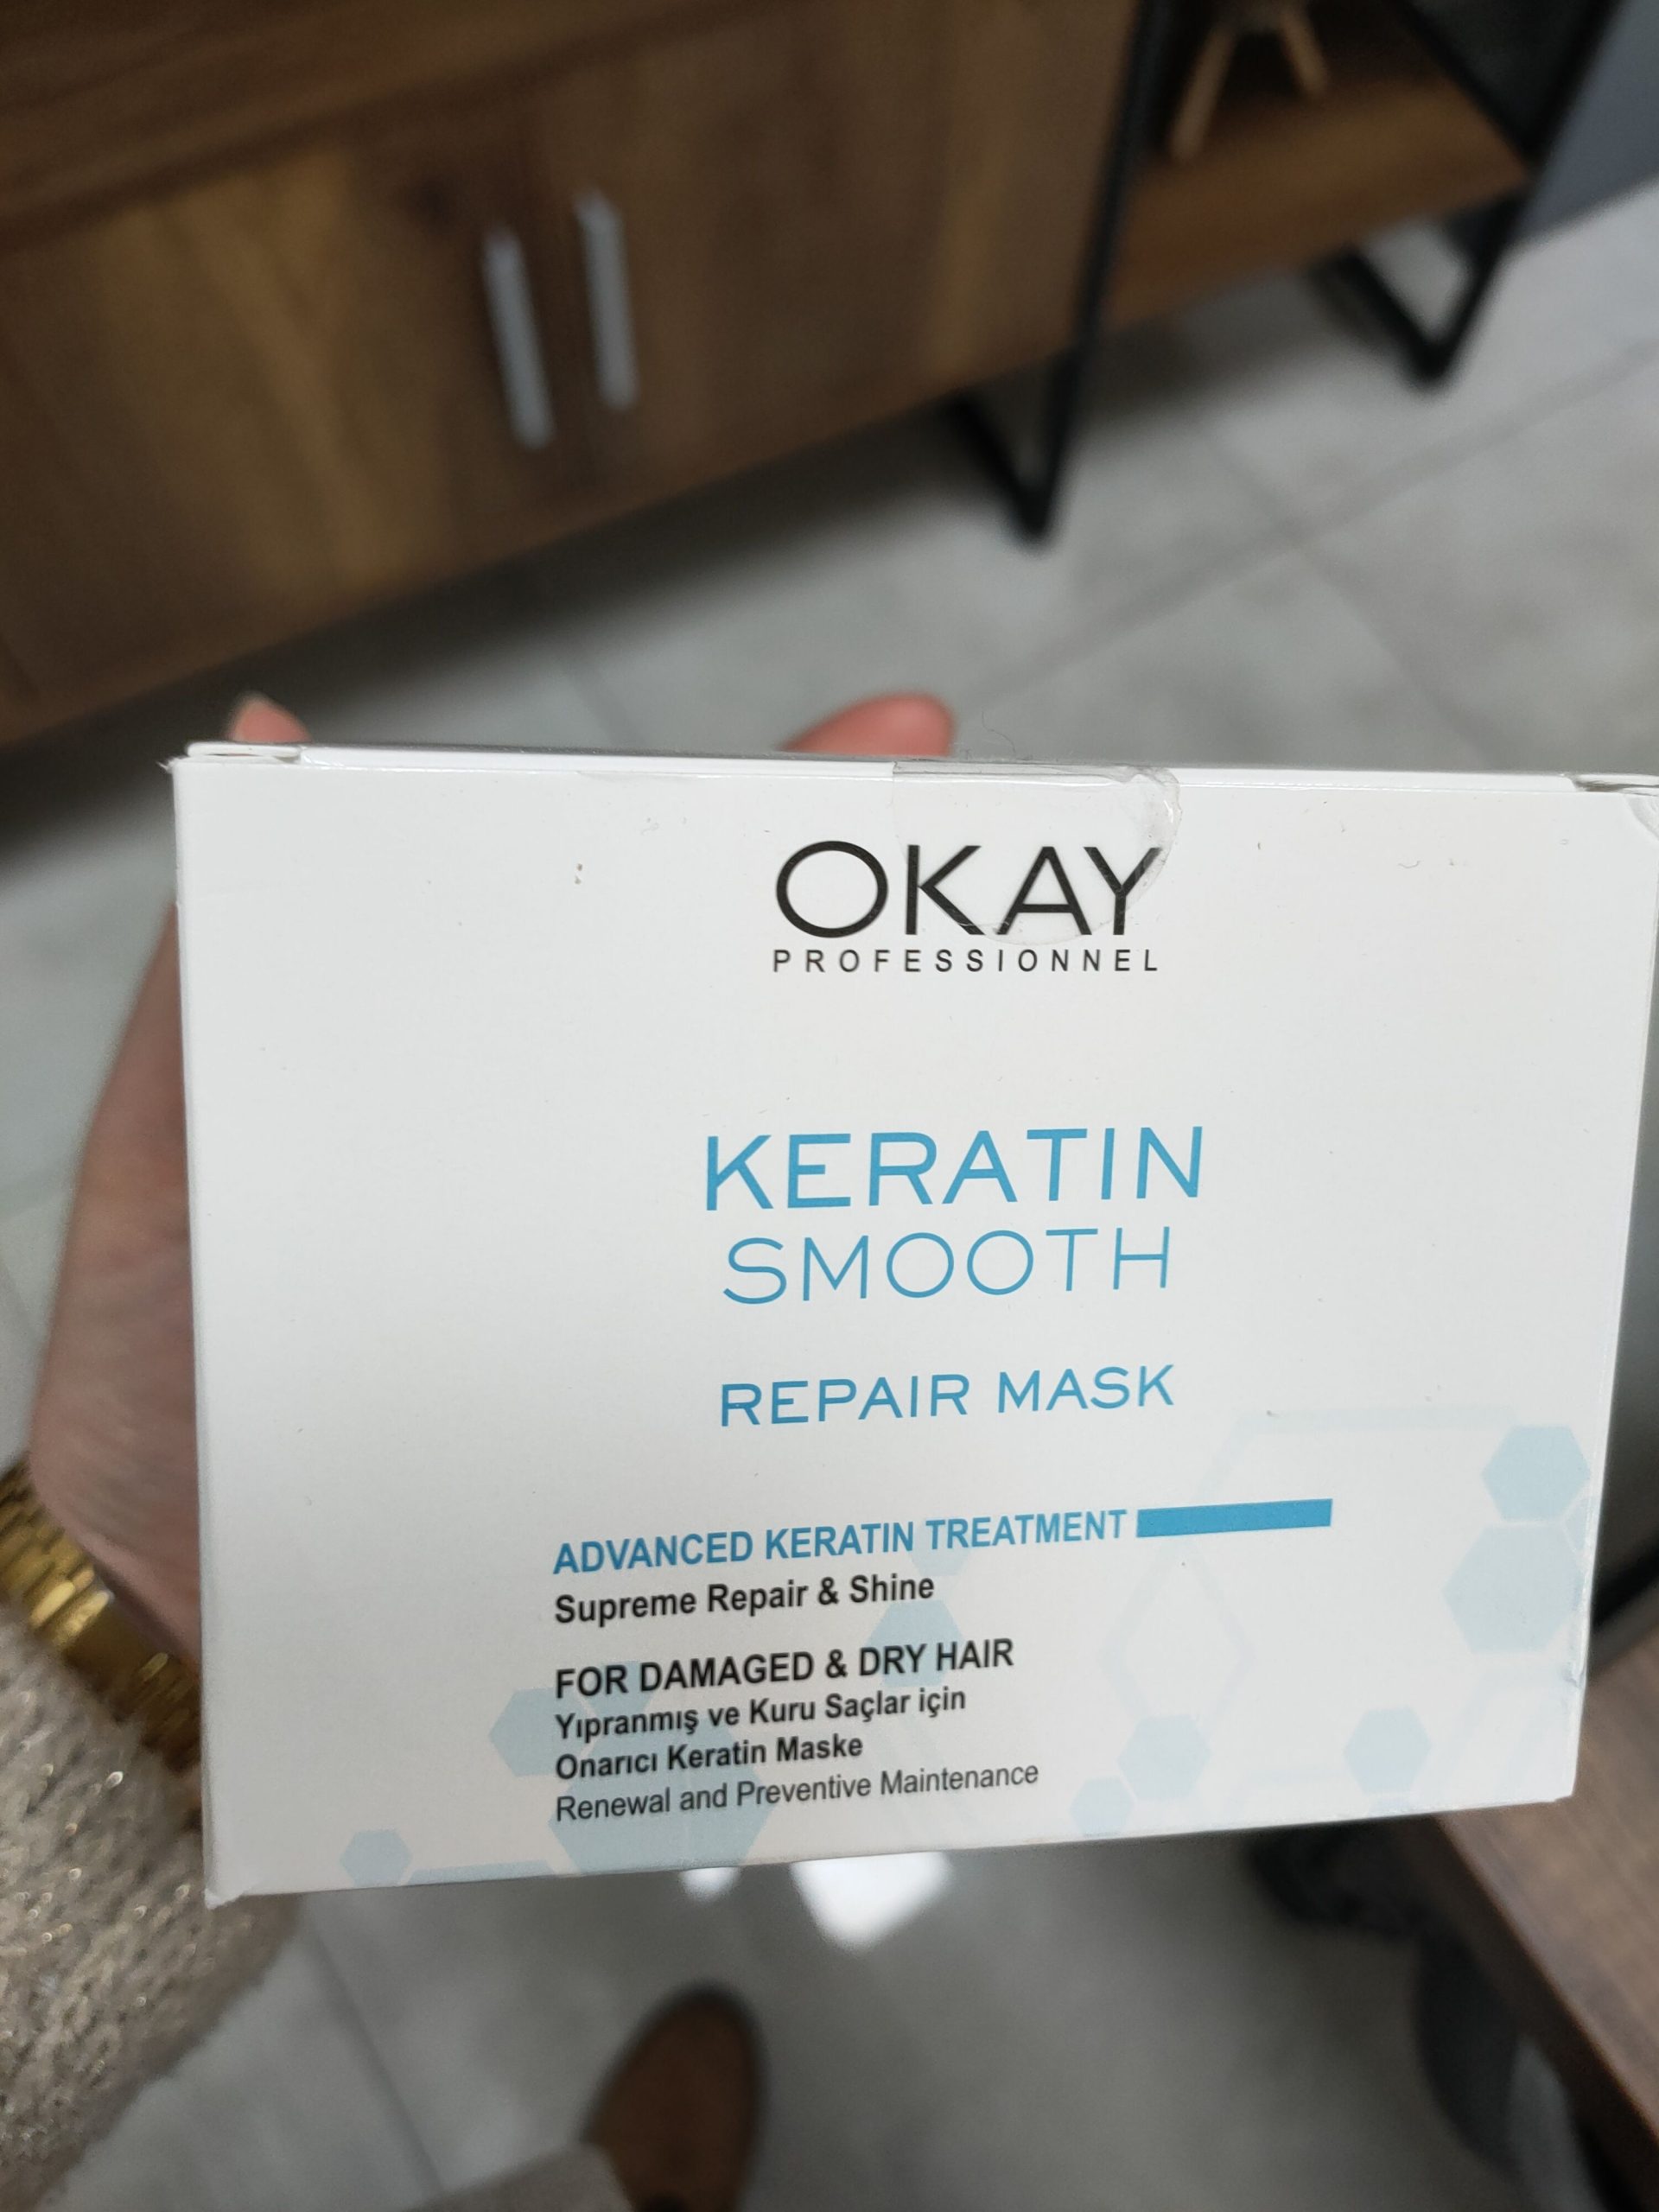 OKAY
PROFESSIONNEL
KERATIN
SMOOTH
REPAIR MASK
ADVANCED KERATIN TREATMENT
Supreme Repair & Shine
FOR DAMAGED & DRY HAIR
Yıpranmış ve Kuru Saçlar için
Onarıcı Keratin Maske
Renewal and Preventive Maintenance